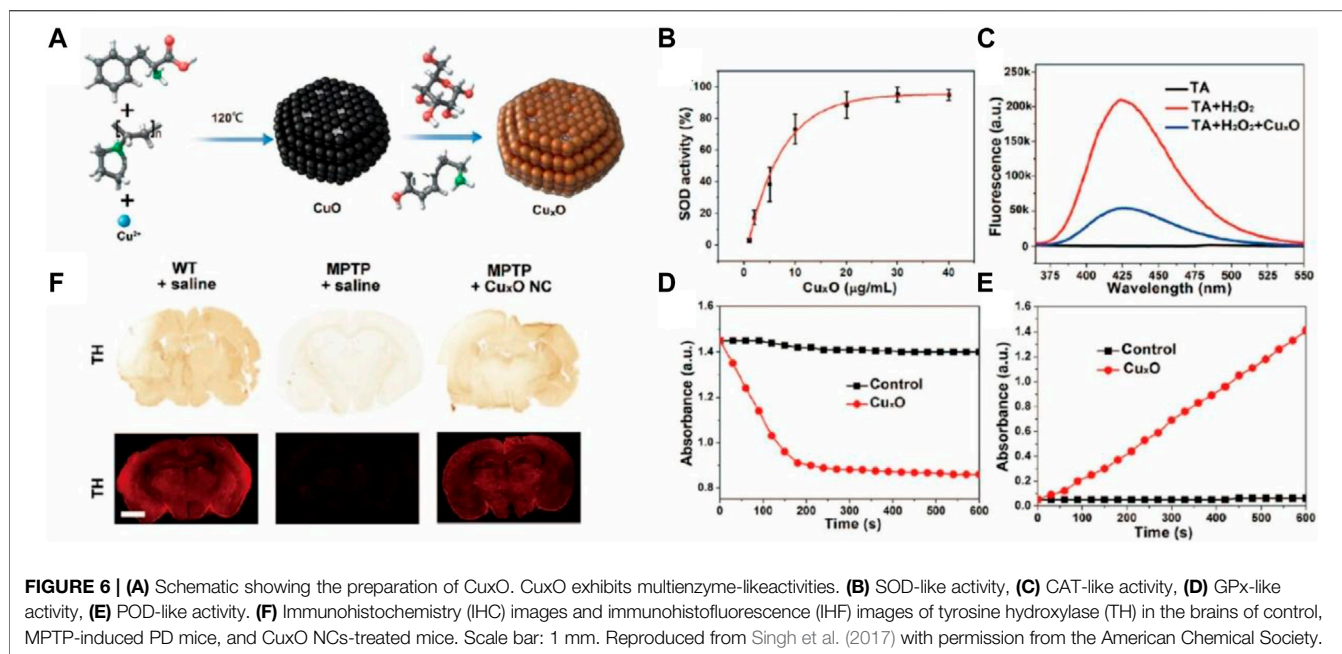 A
+
+
n
+
Cu²⁺
120℃
CuO
CuₓO
B
SOD activity (%)
100
80
60
40
20
0
0 10 20 30 40
CuₓO (μg/mL)
C
Fluorescence (a.u.)
250k
200k
150k
100k
50k
0
TA
TA+H₂O₂
TA+H₂O₂+CuₓO
375 400 425 450 475 500 525 550
Wavelength (nm)
F
WT
+ saline
MPTP
+ saline
MPTP
+ CuxO NC
TH
TH
D
Absorbance (a.u.)
1.6
1.4
1.2
1.0
0.8
Control
CuₓO
0 100 200 300 400 500 600
Time (s)
E
Absorbance (a.u.)
1.6
1.4
1.2
1.0
0.8
0.6
0.4
0.2
0.0
Control
CuₓO
0 100 200 300 400 500 600
Time (s)
FIGURE 6 | (A) Schematic showing the preparation of CuxO. CuxO exhibits multienzyme-likeactivities. (B) SOD-like activity, (C) CAT-like activity, (D) GPx-like
activity, (E) POD-like activity. (F) Immunohistochemistry (IHC) images and immunohistofluorescence (IHF) images of tyrosine hydroxylase (TH) in the brains of control,
MPTP-induced PD mice, and CuxO NCs-treated mice. Scale bar: 1 mm. Reproduced from Singh et al. (2017) with permission from the American Chemical Society.